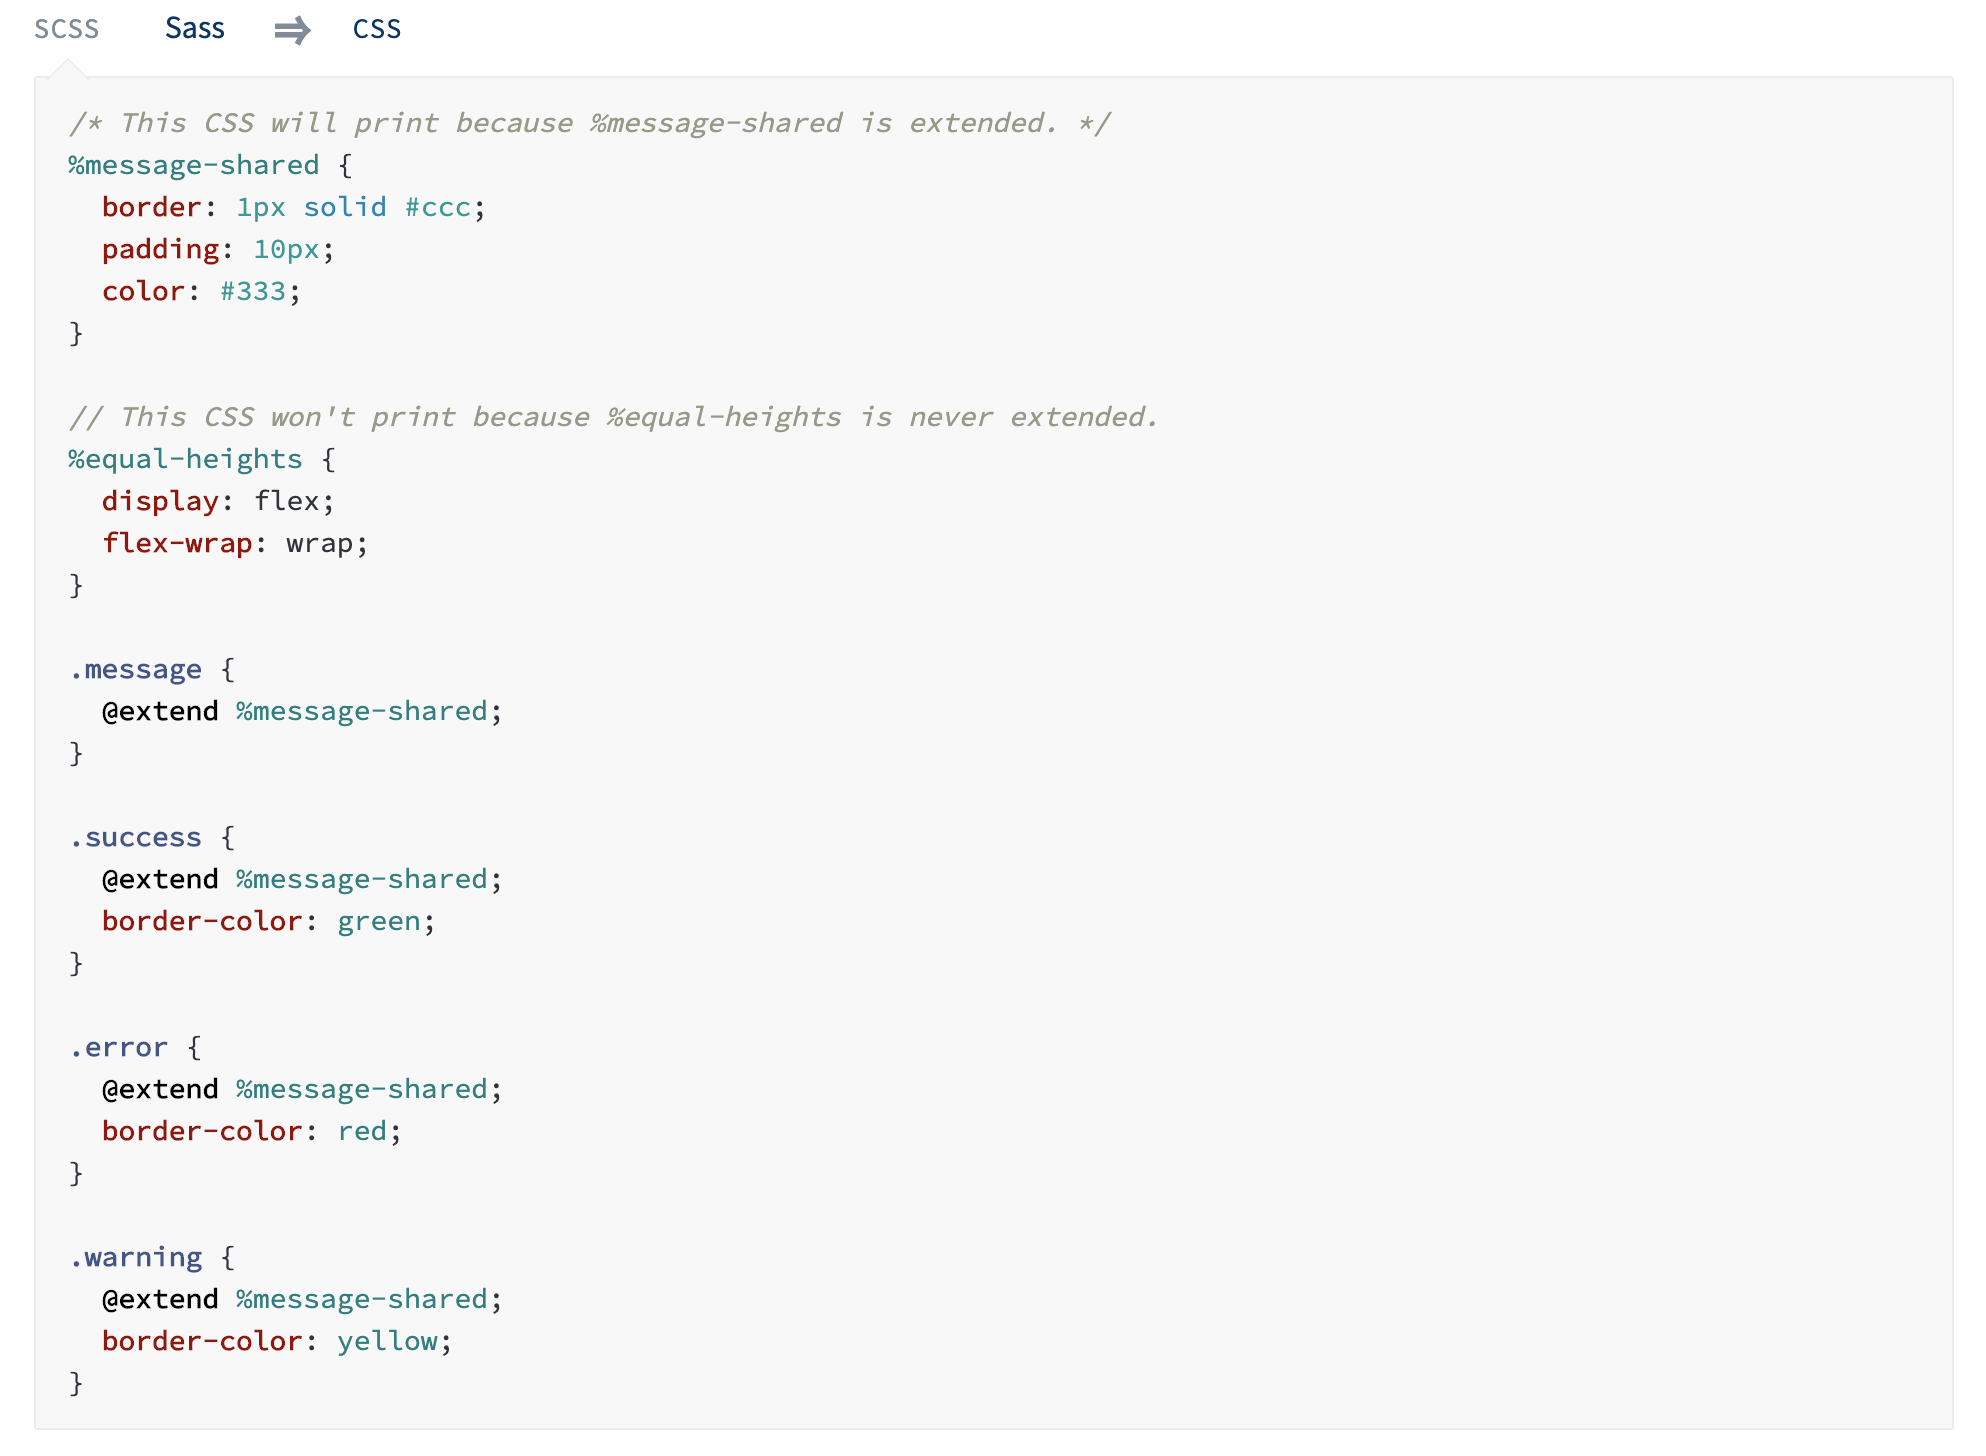 SCSS Sass ⇒ CSS
/* This CSS will print because %message-shared is extended. */
%message-shared {
  border: 1px solid #ccc;
  padding: 10px;
  color: #333;
}

// This CSS won't print because %equal-heights is never extended.
%equal-heights {
  display: flex;
  flex-wrap: wrap;
}

.message {
  @extend %message-shared;
}

.success {
  @extend %message-shared;
  border-color: green;
}

.error {
  @extend %message-shared;
  border-color: red;
}

.warning {
  @extend %message-shared;
  border-color: yellow;
}